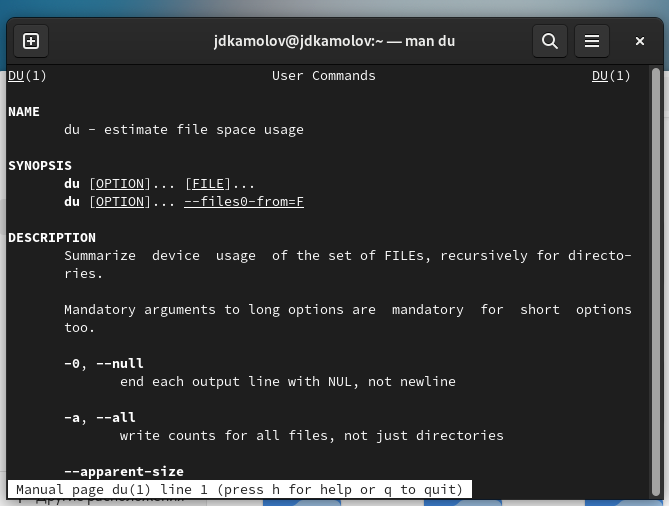 jdkamolov@jdkamolov:~ — man du
DU(1) User Commands DU(1)
NAME
du - estimate file space usage
SYNOPSIS
du [OPTION]... [FILE]...
du [OPTION]... --files0-from=F
DESCRIPTION
Summarize device usage of the set of FILEs, recursively for directo-
ries.
Mandatory arguments to long options are mandatory for short options
too.
-0, --null
end each output line with NUL, not newline
-a, --all
write counts for all files, not just directories
--apparent-size
Manual page du(1) line 1 (press h for help or q to quit)